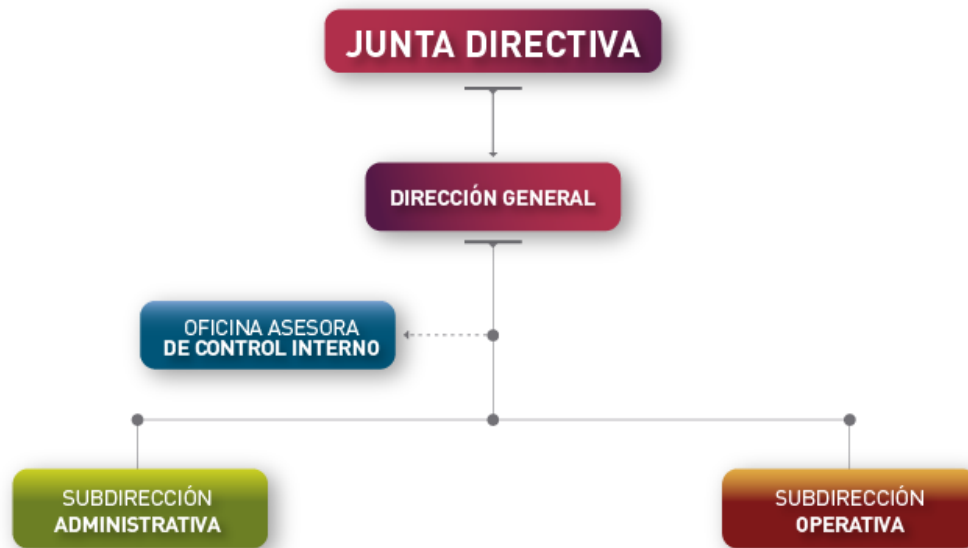 JUNTA DIRECTIVA
DIRECCIÓN GENERAL
OFICINA ASESORA
DE CONTROL INTERNO
SUBDIRECCIÓN
ADMINISTRATIVA
SUBDIRECCIÓN
OPERATIVA